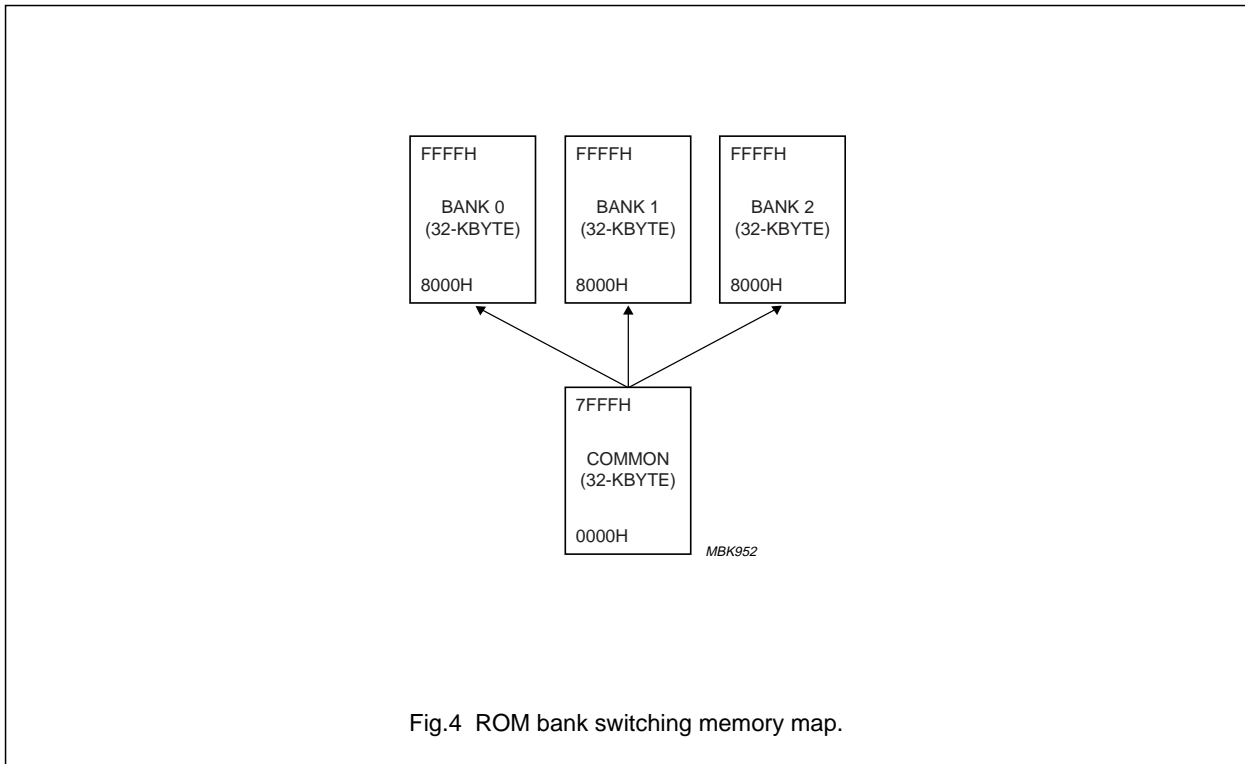 FFFFH
BANK 0
(32-KBYTE)
8000H
FFFFH
BANK 1
(32-KBYTE)
8000H
FFFFH
BANK 2
(32-KBYTE)
8000H
7FFFH
COMMON
(32-KBYTE)
0000H
MBK952
Fig.4 ROM bank switching memory map.